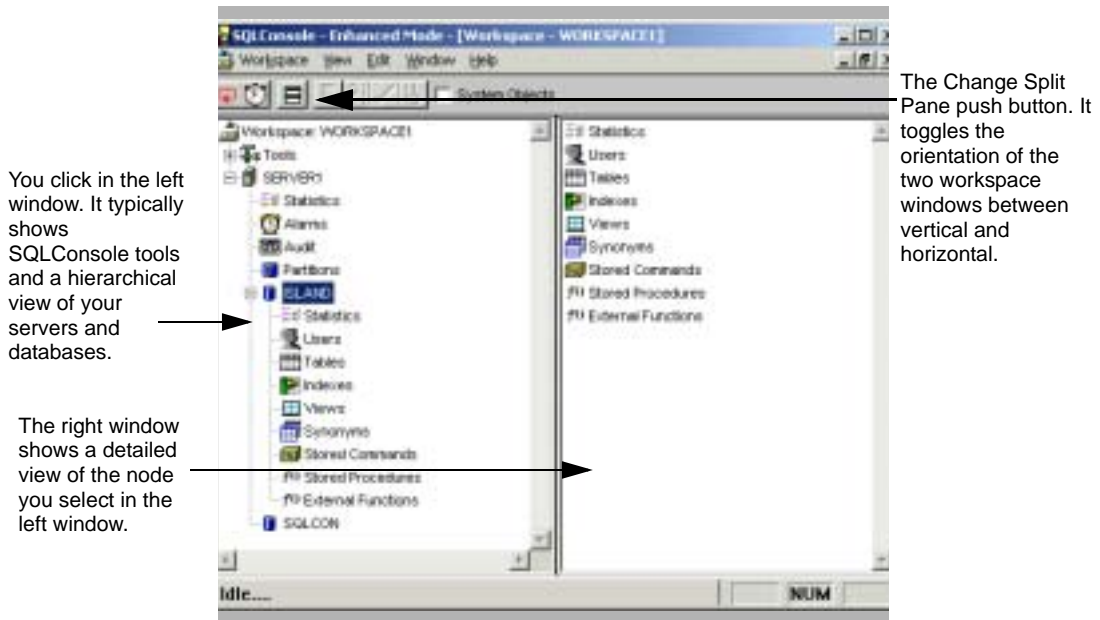 SQLConsole - Enhanced Mode - [Workspace - WORKSPACE1]
Workspace View Edit Window Help
System Objects
Workspace: WORKSPACE1
Tools
SERVER1
Statistics
Alarms
Audit
Partitions
ISLAND
Statistics
Users
Tables
Indexes
Views
Synonyms
Stored Commands
f() Stored Procedures
f() External Functions
SQLCON
Statistics
Users
Tables
Indexes
Views
Synonyms
Stored Commands
f() Stored Procedures
f() External Functions
Idle....
NUM
You click in the left
window. It typically
shows
SQLConsole tools
and a hierarchical
view of your
servers and
databases.
The right window
shows a detailed
view of the node
you select in the
left window.
The Change Split
Pane push button. It
toggles the
orientation of the
two workspace
windows between
vertical and
horizontal.